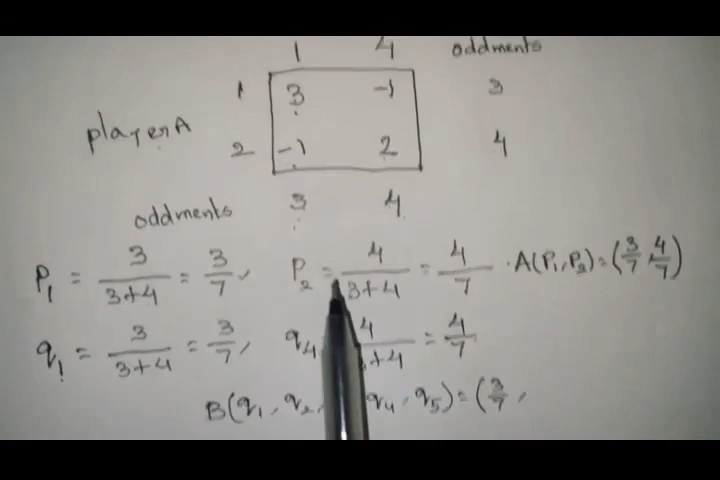 1 4 oddments
1 3 -1 3
player A
2 -1 2 4
oddments 3 4
P₁ = 3/(3+4) = 3/7, P₂ = 4/(3+4) = 4/7 · A(P₁, P₂) = (3/7, 4/7)
q₁ = 3/(3+4) = 3/7, q₄ 4/3+4 = 4/7
B(q₁, q₂, q₄, q₅) = (3/7,